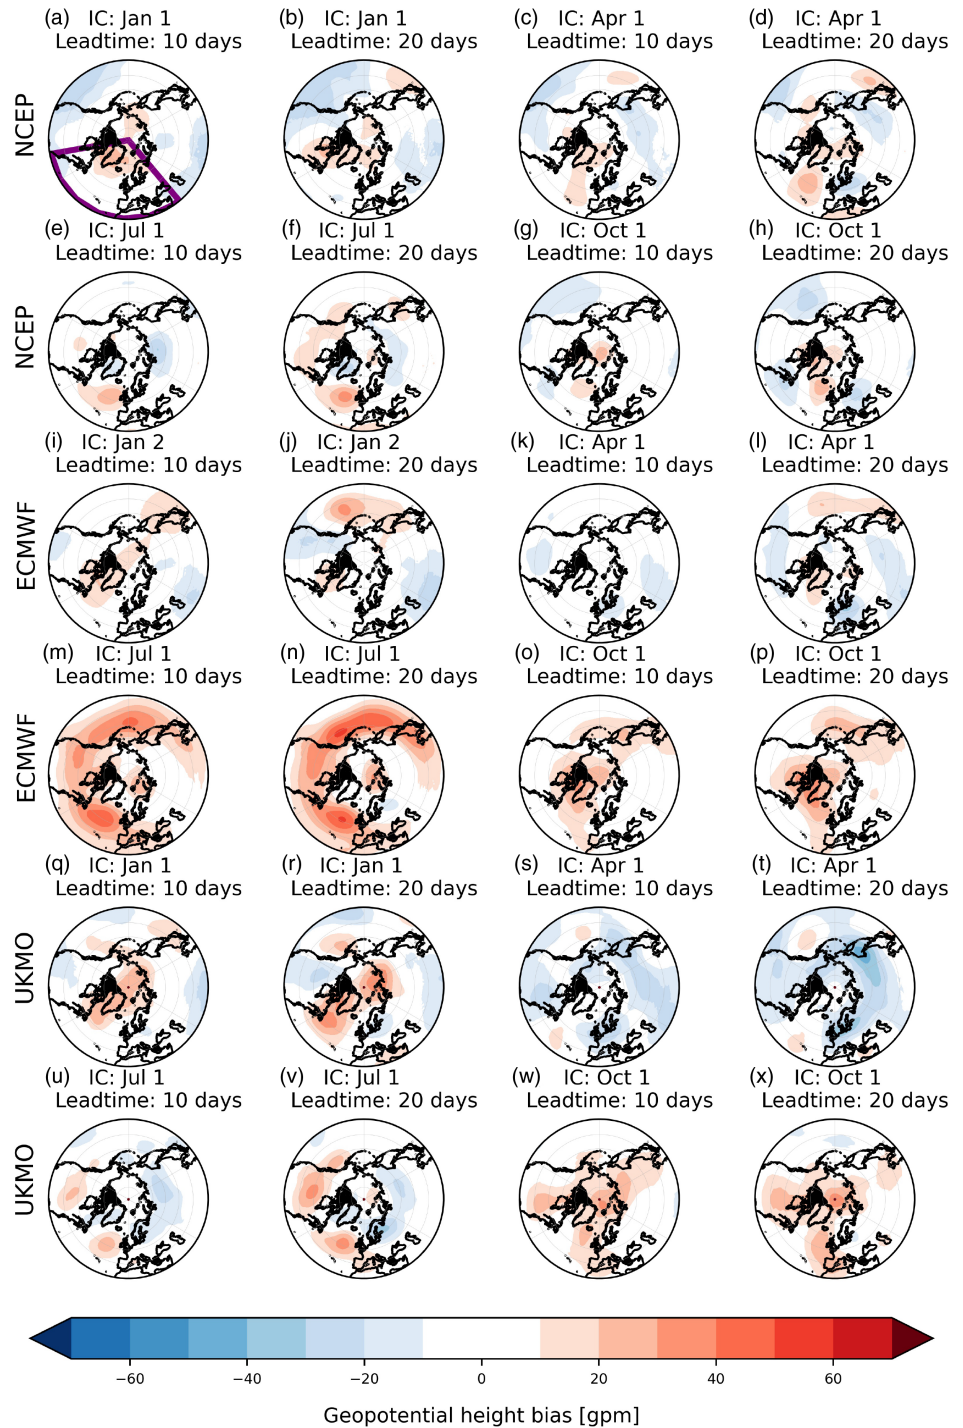 (a) IC: Jan 1
Leadtime: 10 days
(b) IC: Jan 1
Leadtime: 20 days
(c) IC: Apr 1
Leadtime: 10 days
(d) IC: Apr 1
Leadtime: 20 days
NCEP
(e) IC: Jul 1
Leadtime: 10 days
(f) IC: Jul 1
Leadtime: 20 days
(g) IC: Oct 1
Leadtime: 10 days
(h) IC: Oct 1
Leadtime: 20 days
NCEP
(i) IC: Jan 2
Leadtime: 10 days
(j) IC: Jan 2
Leadtime: 20 days
(k) IC: Apr 1
Leadtime: 10 days
(l) IC: Apr 1
Leadtime: 20 days
ECMWF
(m) IC: Jul 1
Leadtime: 10 days
(n) IC: Jul 1
Leadtime: 20 days
(o) IC: Oct 1
Leadtime: 10 days
(p) IC: Oct 1
Leadtime: 20 days
ECMWF
(q) IC: Jan 1
Leadtime: 10 days
(r) IC: Jan 1
Leadtime: 20 days
(s) IC: Apr 1
Leadtime: 10 days
(t) IC: Apr 1
Leadtime: 20 days
UKMO
(u) IC: Jul 1
Leadtime: 10 days
(v) IC: Jul 1
Leadtime: 20 days
(w) IC: Oct 1
Leadtime: 10 days
(x) IC: Oct 1
Leadtime: 20 days
UKMO
−60 −40 −20 0 20 40 60
Geopotential height bias [gpm]